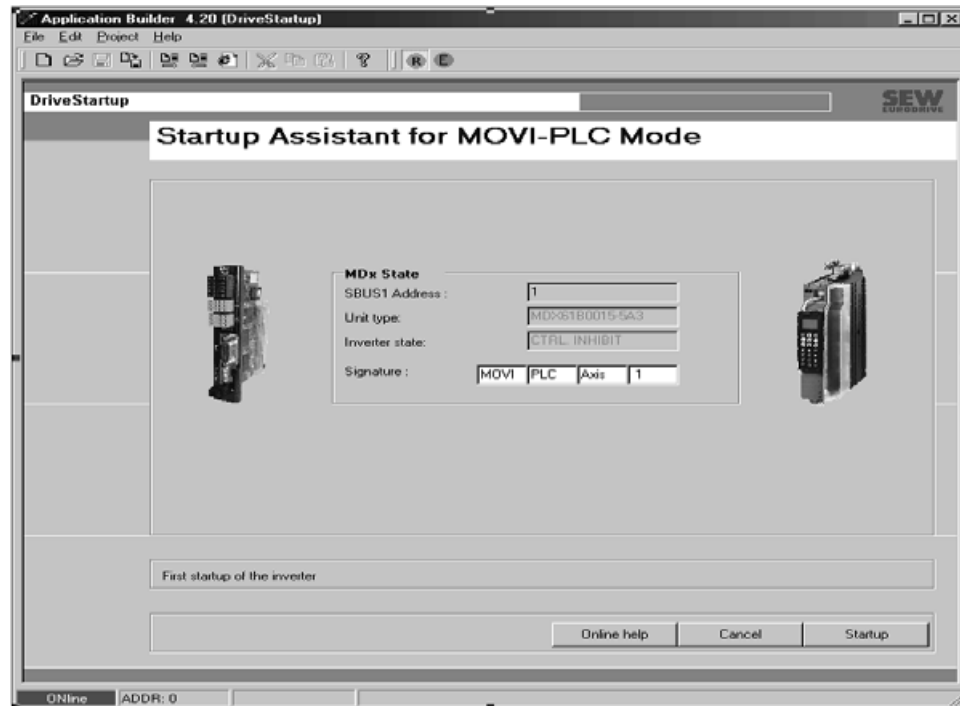 Application Builder 4.20 (DriveStartup)
File Edit Project Help
R E
DriveStartup
SEW
EURODRIVE
Startup Assistant for MOVI-PLC Mode
MDx State
SBUS1 Address : 1
Unit type: MDX61B0015-5A3
Inverter state: CTRL. INHIBIT
Signature : MOVI PLC Axis 1
First startup of the inverter
Online help Cancel Startup
ONline ADDR: 0